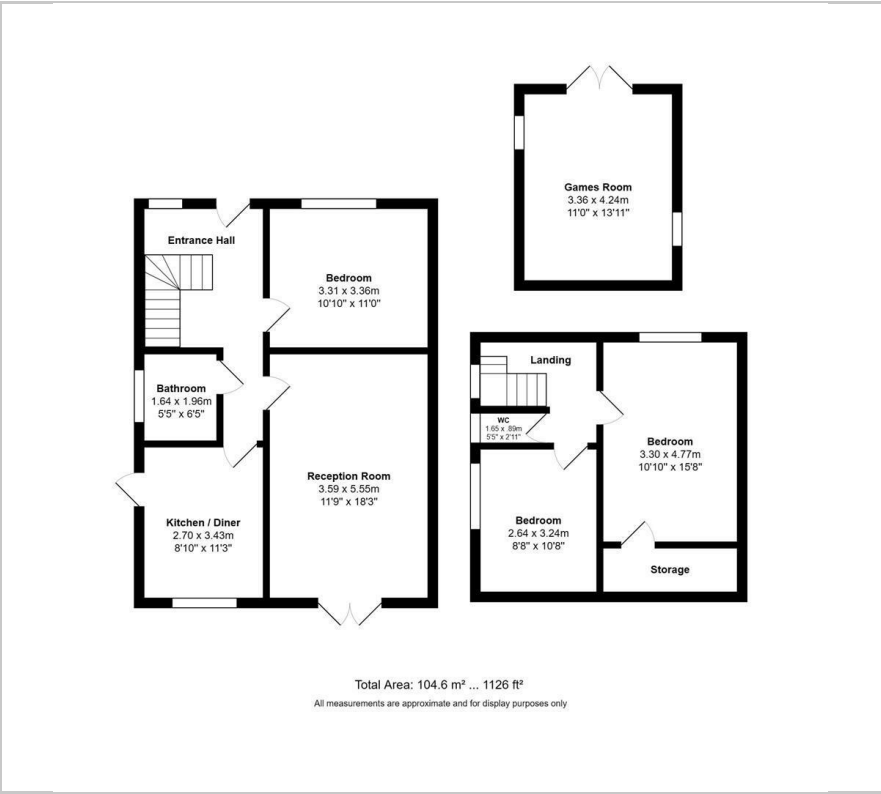 Games Room
3.36 x 4.24m
11'0" x 13'11"
Entrance Hall
Bedroom
3.31 x 3.36m
10'10" x 11'0"
Bathroom
1.64 x 1.96m
5'5" x 6'5"
Reception Room
3.59 x 5.55m
11'9" x 18'3"
Kitchen / Diner
2.70 x 3.43m
8'10" x 11'3"
Landing
WC
1.65 x .89m
5'5" x 2'11"
Bedroom
3.30 x 4.77m
10'10" x 15'8"
Bedroom
2.64 x 3.24m
8'8" x 10'8"
Storage
Total Area: 104.6 m² ... 1126 ft²
All measurements are approximate and for display purposes only